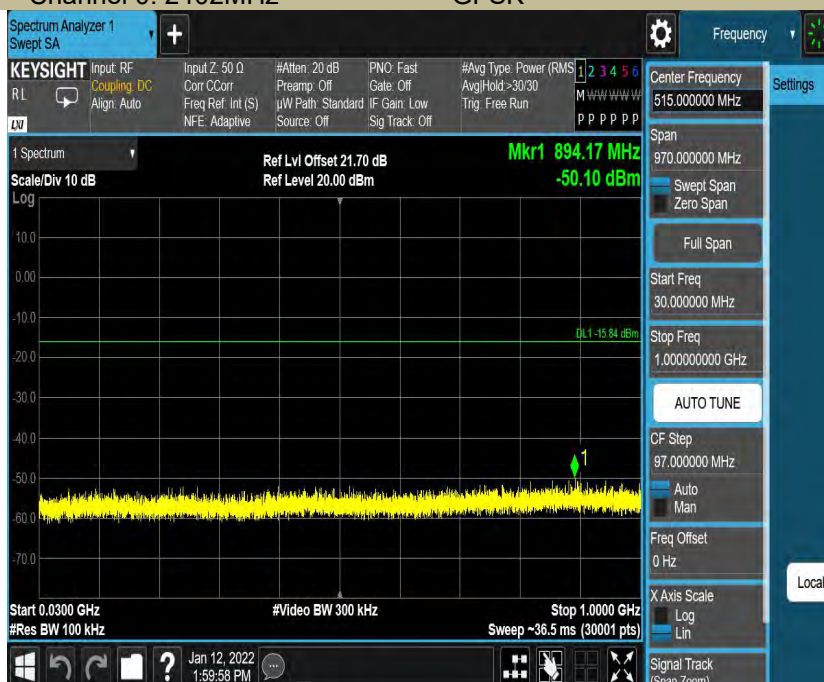 Spectrum Analyzer 1
Swept SA
+
Frequency
KEYSIGHT
R L
LXI
Input: RF
Coupling: DC
Align: Auto
Input Z: 50 Ω
Corr CCorr
Freq Ref: Int (S)
NFE: Adaptive
#Atten: 20 dB
Preamp: Off
µW Path: Standard
Source: Off
PNO: Fast
Gate: Off
IF Gain: Low
Sig Track: Off
#Avg Type: Power (RMS
Avg|Hold:>30/30
Trig: Free Run
1 2 3 4 5 6
M W W W W W
P P P P P P
1 Spectrum
Scale/Div 10 dB
Ref Lvl Offset 21.70 dB
Ref Level 20.00 dBm
Mkr1 894.17 MHz
-50.10 dBm
Log
10.0
0.00
-10.0
DL1 -15.84 dBm
-20.0
-30.0
-40.0
1
-50.0
-60.0
-70.0
Start 0.0300 GHz
#Res BW 100 kHz
#Video BW 300 kHz
Stop 1.0000 GHz
Sweep ~36.5 ms (30001 pts)
Jan 12, 2022
1:59:58 PM
?
Center Frequency
515.000000 MHz
Settings
Span
970.000000 MHz
Swept Span
Zero Span
Full Span
Start Freq
30.000000 MHz
Stop Freq
1.000000000 GHz
AUTO TUNE
CF Step
97.000000 MHz
Auto
Man
Freq Offset
0 Hz
Local
X Axis Scale
Log
Lin
Signal Track
(Span Zoom)